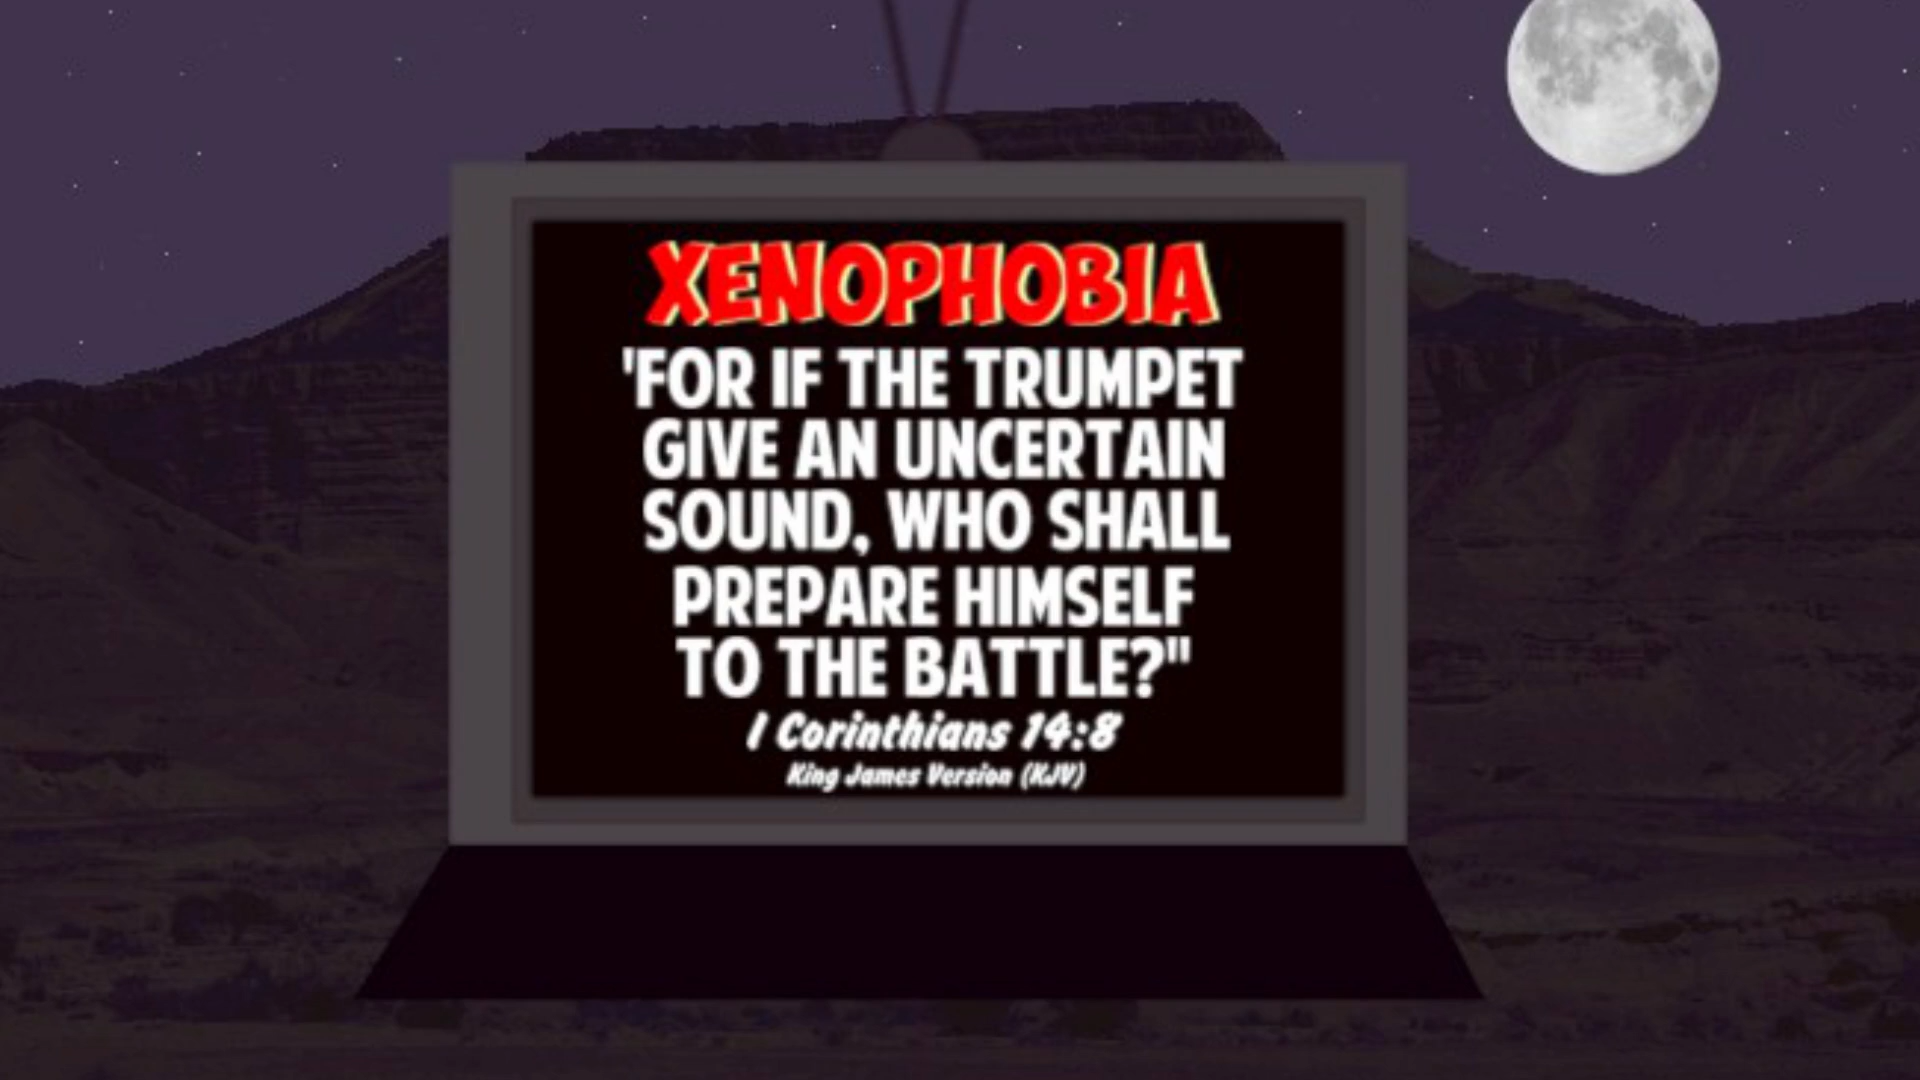 XENOPHOBIA
'FOR IF THE TRUMPET
GIVE AN UNCERTAIN
SOUND, WHO SHALL
PREPARE HIMSELF
TO THE BATTLE?"
I Corinthians 14:8
King James Version (KJV)